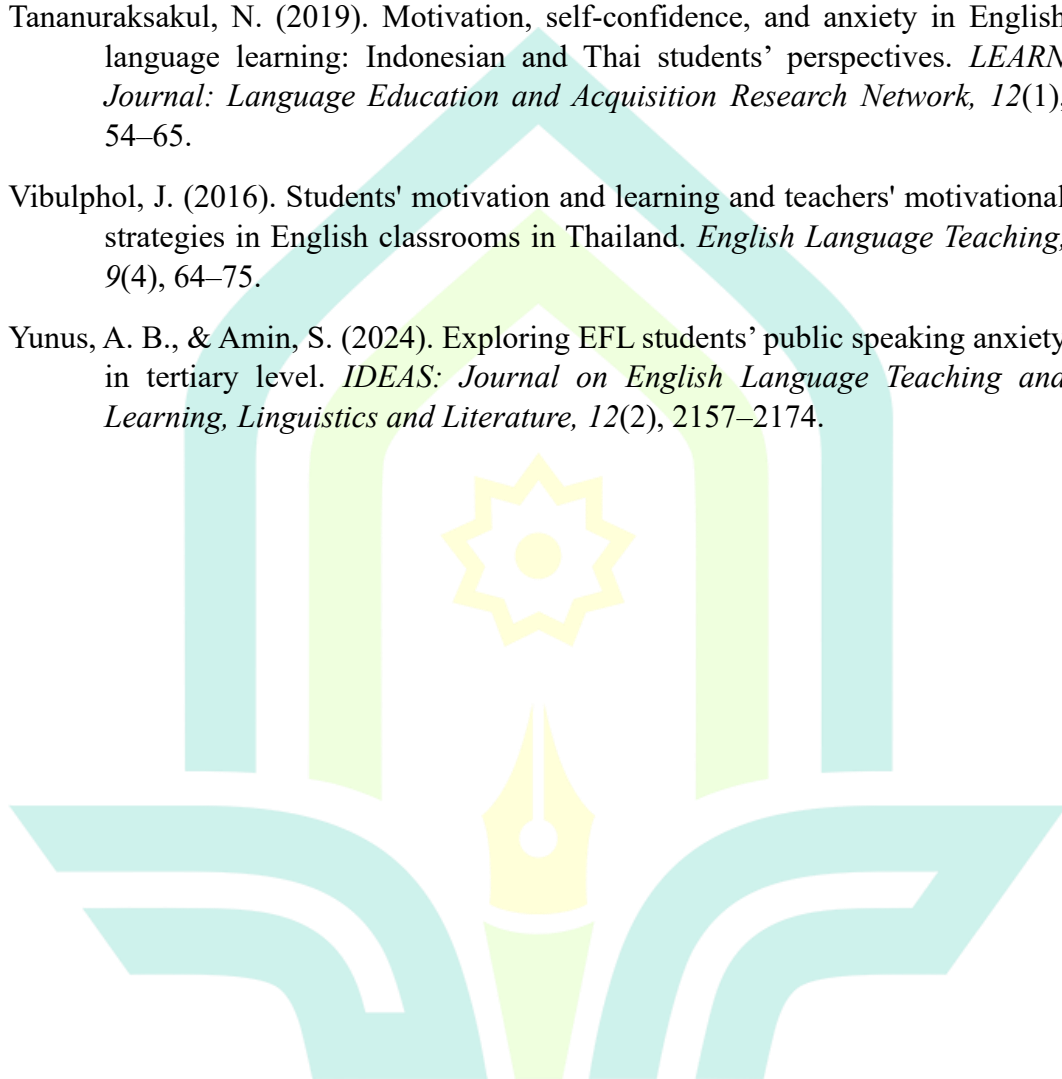 Tananuraksakul, N. (2019). Motivation, self-confidence, and anxiety in English
language learning: Indonesian and Thai students’ perspectives. LEARN
Journal: Language Education and Acquisition Research Network, 12(1),
54–65.
Vibulphol, J. (2016). Students' motivation and learning and teachers' motivational
strategies in English classrooms in Thailand. English Language Teaching,
9(4), 64–75.
Yunus, A. B., & Amin, S. (2024). Exploring EFL students’ public speaking anxiety
in tertiary level. IDEAS: Journal on English Language Teaching and
Learning, Linguistics and Literature, 12(2), 2157–2174.